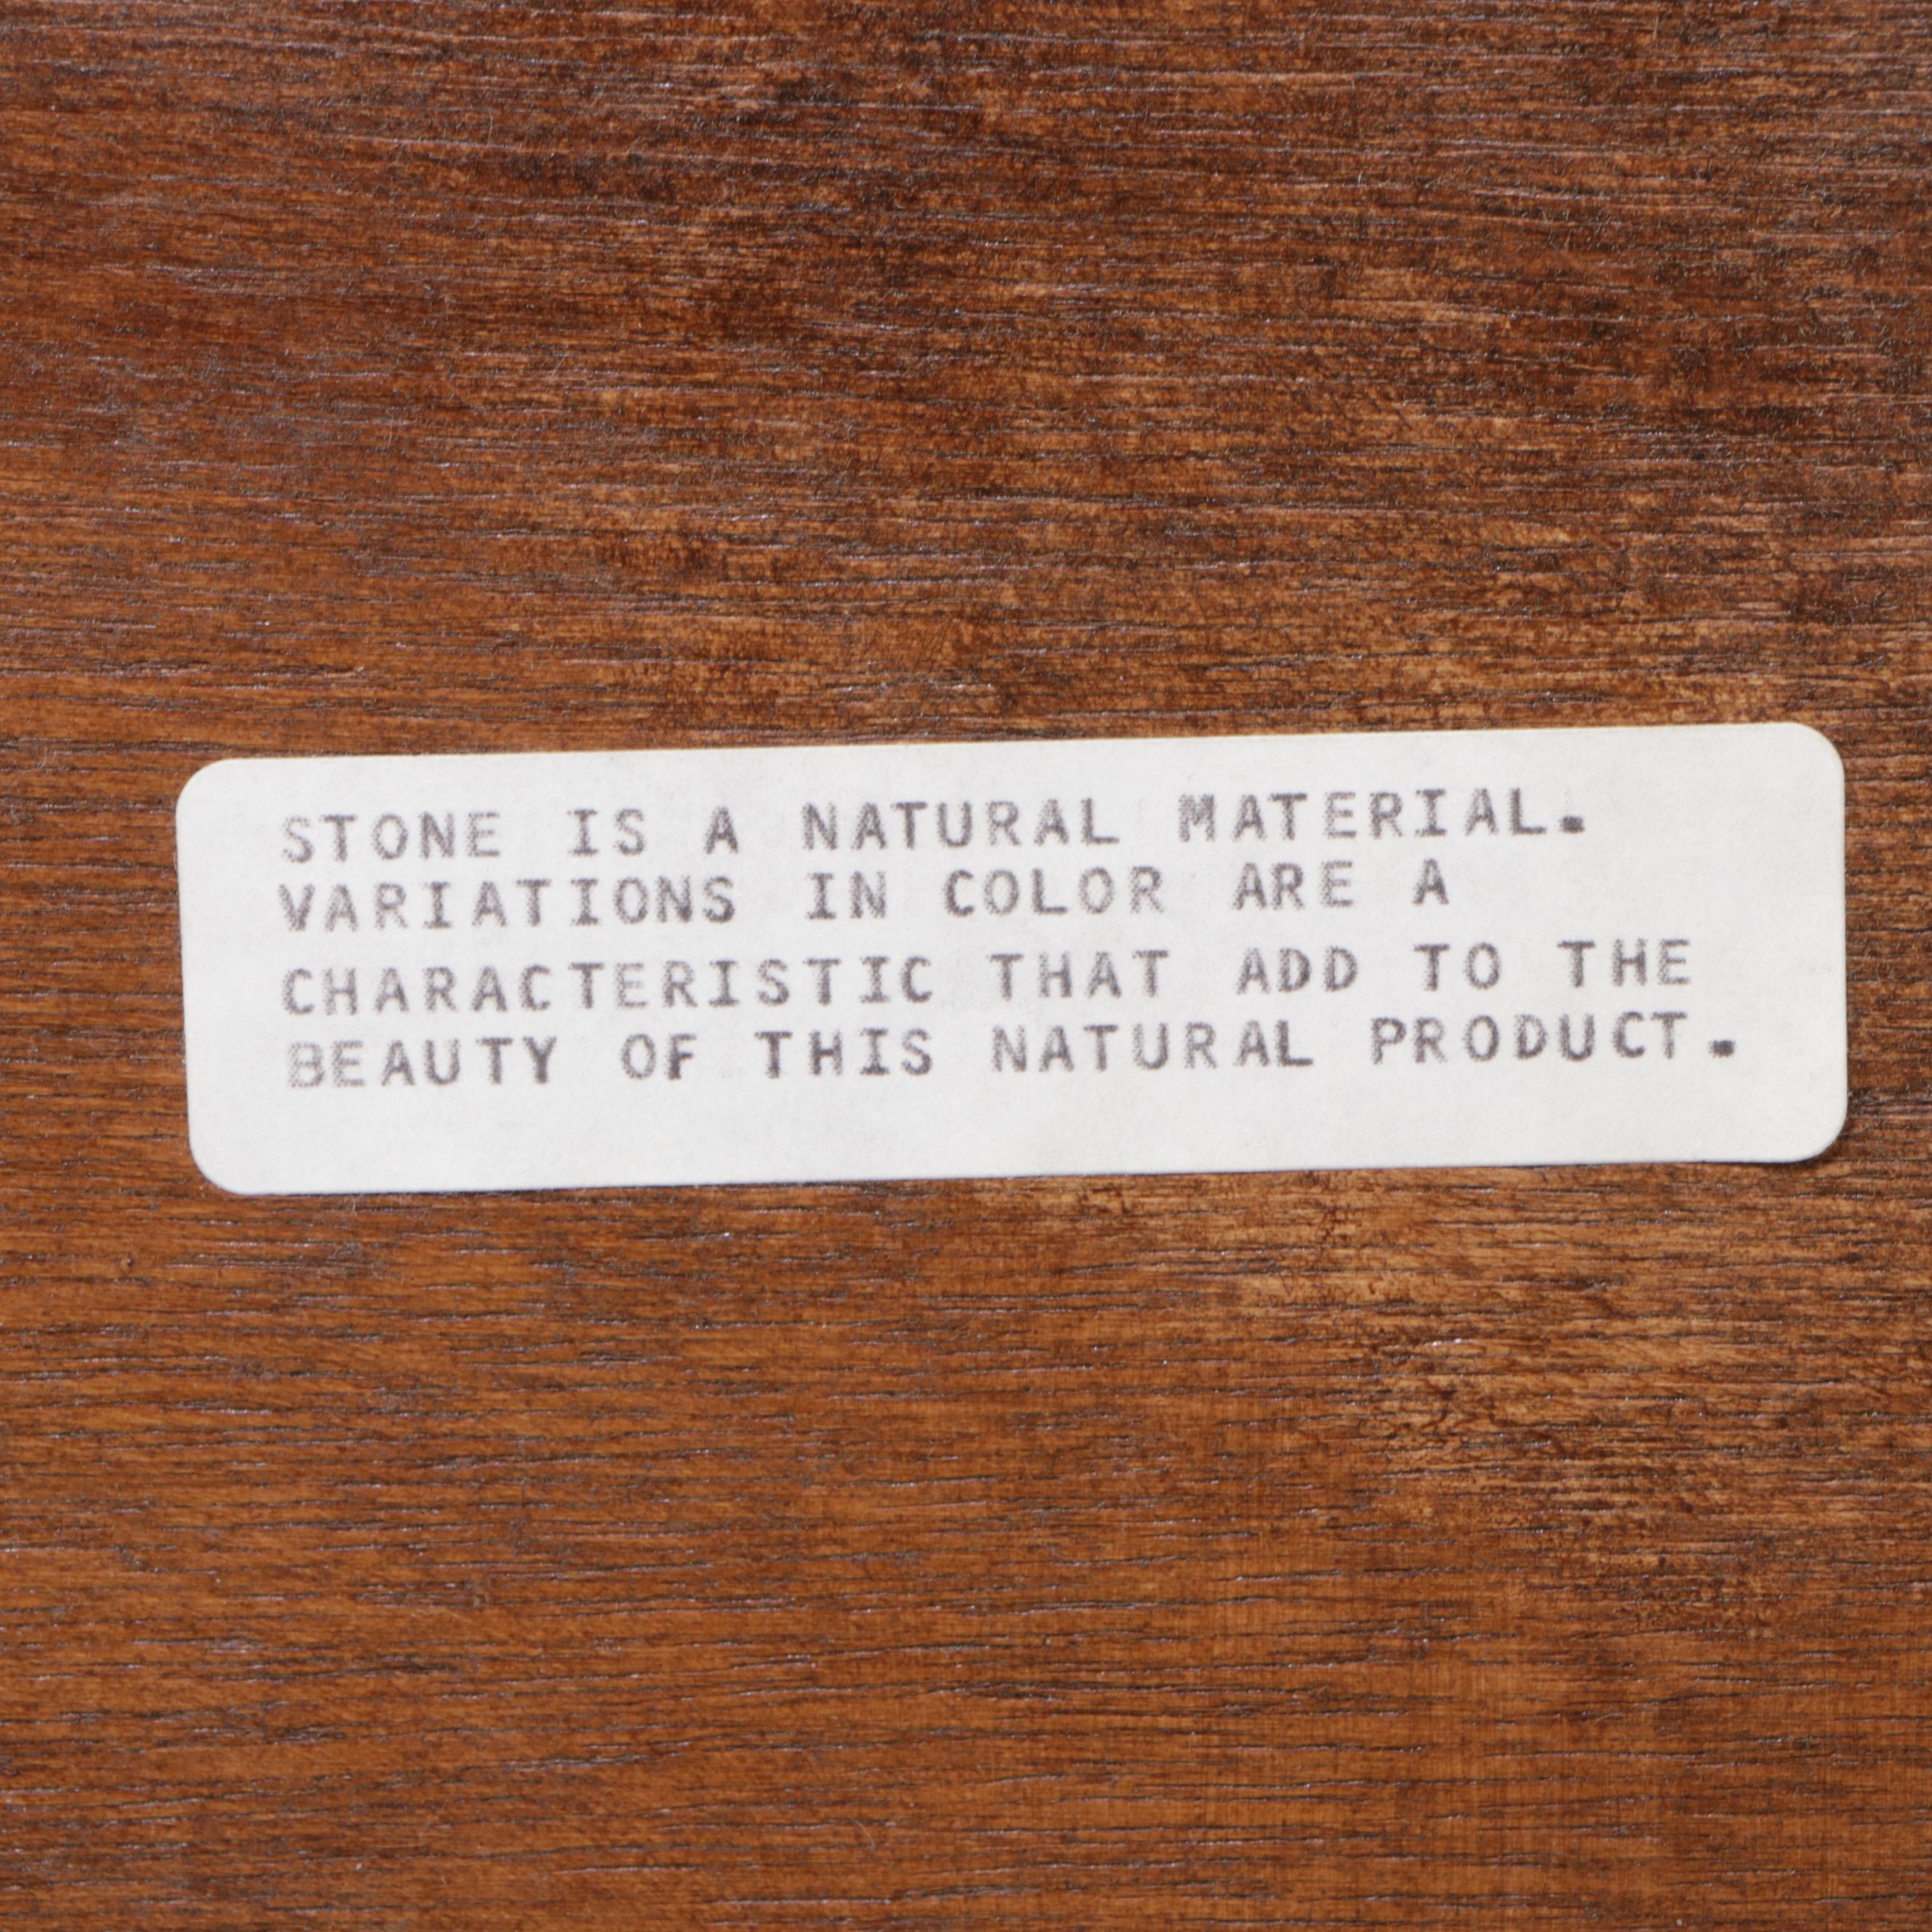 STONE IS A NATURAL MATERIAL.
VARIATIONS IN COLOR ARE A
CHARACTERISTIC THAT ADD TO THE
BEAUTY OF THIS NATURAL PRODUCT.